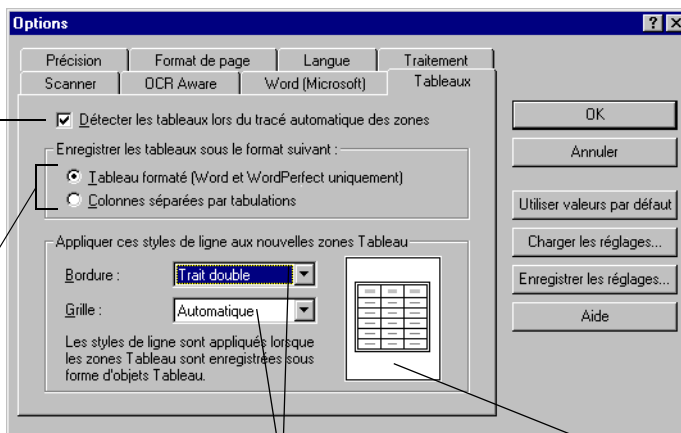 Options
Précision Format de page Langue Traitement
Scanner OCR Aware Word (Microsoft) Tableaux
Détecter les tableaux lors du tracé automatique des zones
Enregistrer les tableaux sous le format suivant :
Tableau formaté (Word et WordPerfect uniquement)
Colonnes séparées par tabulations
Appliquer ces styles de ligne aux nouvelles zones Tableau
Bordure : Trait double
Grille : Automatique
Les styles de ligne sont appliqués lorsque
les zones Tableau sont enregistrées sous
forme d'objets Tableau.
OK
Annuler
Utiliser valeurs par défaut
Charger les réglages...
Enregistrer les réglages...
Aide